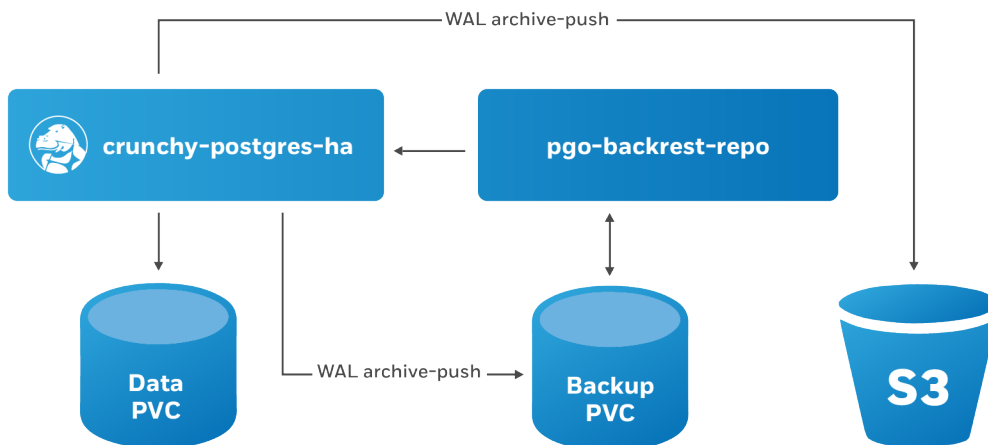 WAL archive-push
crunchy-postgres-ha
pgo-backrest-repo
WAL archive-push
Data
PVC
Backup
PVC
S3